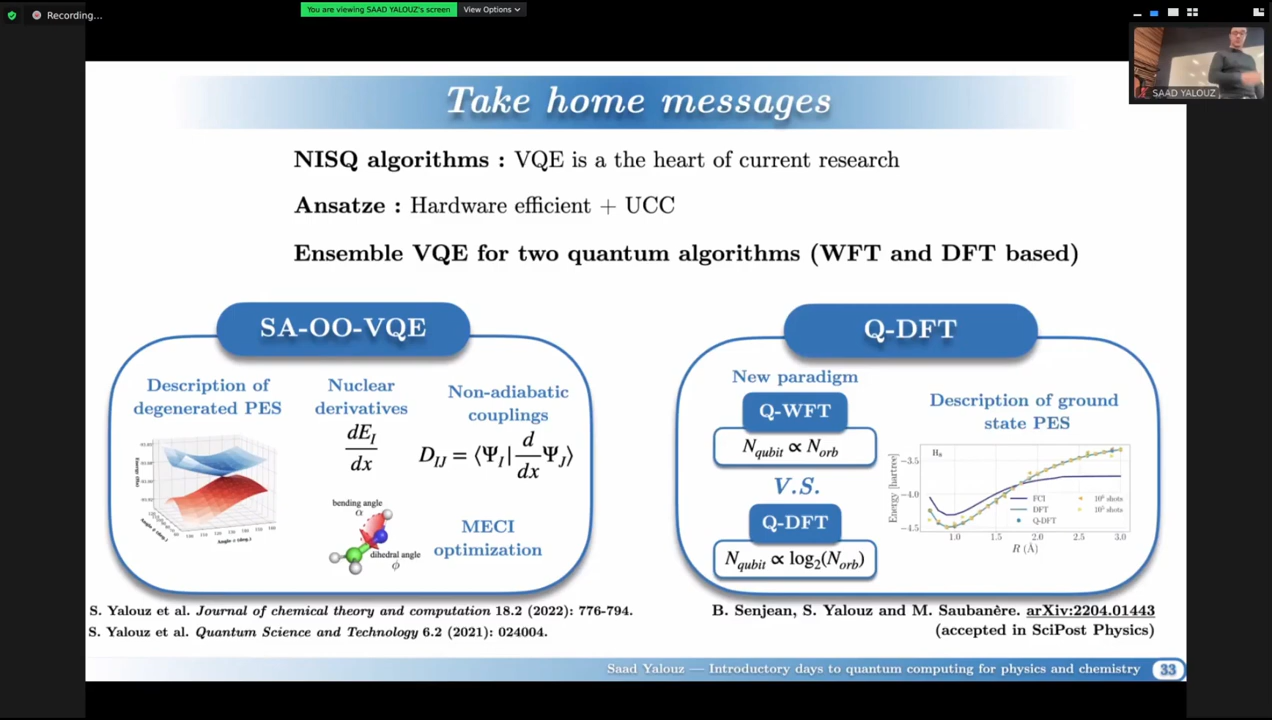 Recording...
You are viewing SAAD YALOUZ's screen
View Options
SAAD YALOUZ
Take home messages
NISQ algorithms : VQE is a the heart of current research
Ansatze : Hardware efficient + UCC
Ensemble VQE for two quantum algorithms (WFT and DFT based)
SA-OO-VQE
Description of
degenerated PES
Nuclear
derivatives
dE_I
dx
Non-adiabatic
couplings
D_IJ = ⟨Ψ_I| d/dx Ψ_J⟩
bending angle
α
dihedral angle
ϕ
MECI
optimization
Q-DFT
New paradigm
Q-WFT
N_qubit ∝ N_orb
V.S.
Q-DFT
N_qubit ∝ log₂(N_orb)
Description of ground
state PES
H₈
Energy [hartree]
−3.5
−4.0
−4.5
FCI
DFT
Q-DFT
shots
shots
1.0 1.5 2.0 2.5 3.0
R (Å)
S. Yalouz et al. Journal of chemical theory and computation 18.2 (2022): 776-794.
S. Yalouz et al. Quantum Science and Technology 6.2 (2021): 024004.
B. Senjean, S. Yalouz and M. Saubanère. arXiv:2204.01443
(accepted in SciPost Physics)
Saad Yalouz — Introductory days to quantum computing for physics and chemistry 33